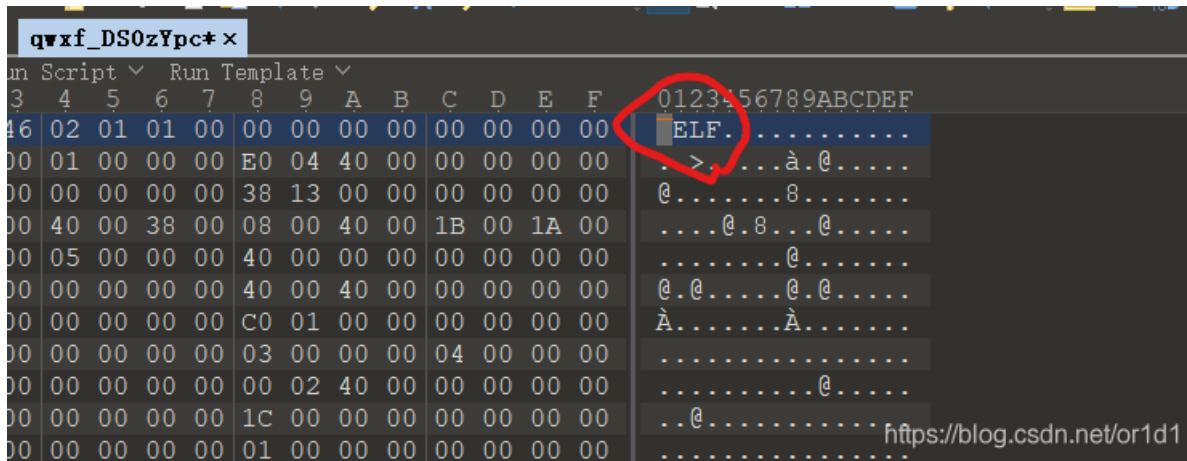 qwxf_DSOzYpc* ×
un Script Run Template
3 4 5 6 7 8 9 A B C D E F 0123456789ABCDEF
46 02 01 01 00 00 00 00 00 00 00 00 00 ELF............
00 01 00 00 00 E0 04 40 00 00 00 00 00 ..>.....à.@.....
00 00 00 00 00 38 13 00 00 00 00 00 00 @.......8.......
00 40 00 38 00 08 00 40 00 1B 00 1A 00 ....@.8...@.....
00 05 00 00 00 40 00 00 00 00 00 00 00 ........@.......
00 00 00 00 00 40 00 40 00 00 00 00 00 @.@.....@.@.....
00 00 00 00 00 C0 01 00 00 00 00 00 00 À.......À.......
00 00 00 00 00 03 00 00 00 04 00 00 00 ................
00 00 00 00 00 00 02 40 00 00 00 00 00 ..........@.....
00 00 00 00 00 1C 00 00 00 00 00 00 00 ..@.............
00 00 00 00 00 01 00 00 00 00 00 00 00 ................
https://blog.csdn.net/or1d1